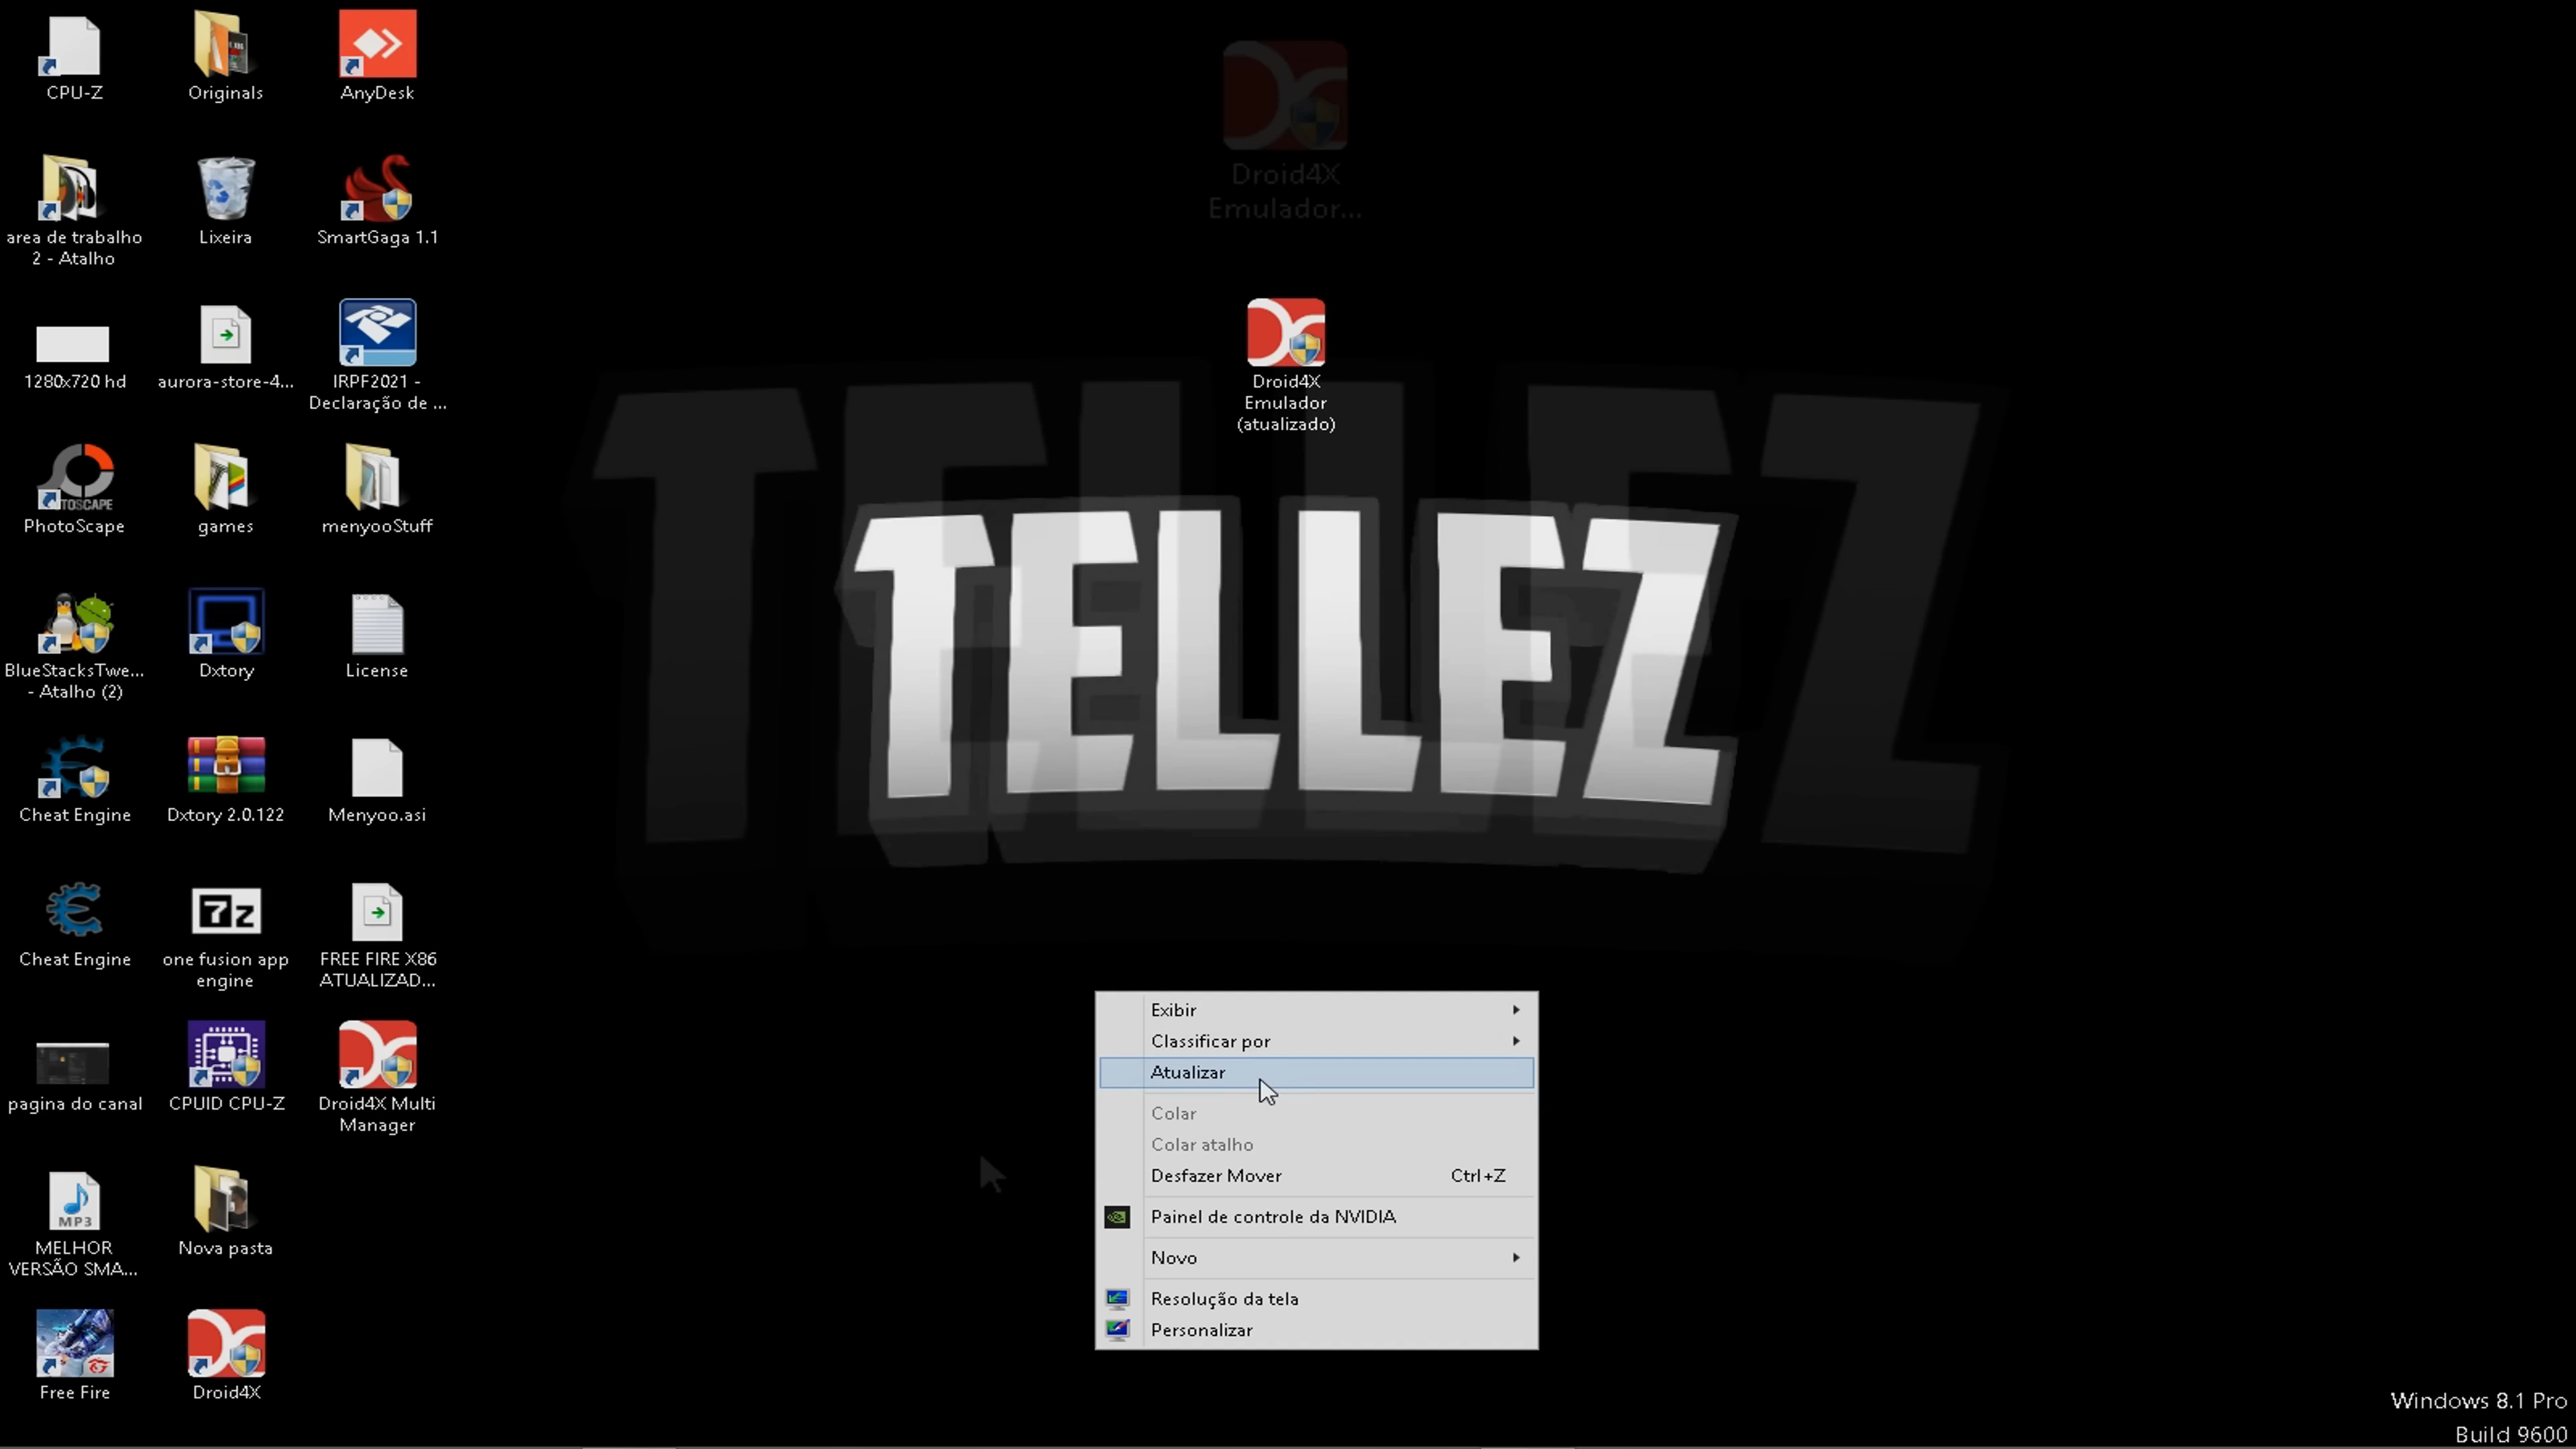 CPU-Z
Originals
AnyDesk
Droid4X
Emulador...
area de trabalho
2 - Atalho
Lixeira
SmartGaga 1.1
1280x720 hd
aurora-store-4...
IRPF2021 -
Declaração de ...
Droid4X
Emulador
(atualizado)
TOSCAPE
PhotoScape
games
menyooStuff
TELLEZ
TELLEZ
BlueStacksTwe...
- Atalho (2)
Dxtory
License
Cheat Engine
Dxtory 2.0.122
Menyoo.asi
Cheat Engine
7z
one fusion app
engine
FREE FIRE X86
ATUALIZAD...
pagina do canal
CPUID CPU-Z
Droid4X Multi
Manager
MP3
MELHOR
VERSÃO SMA...
Nova pasta
Free Fire
Droid4X
Exibir
Classificar por
Atualizar
Colar
Colar atalho
Desfazer Mover Ctrl+Z
Painel de controle da NVIDIA
Novo
Resolução da tela
Personalizar
Windows 8.1 Pro
Build 9600